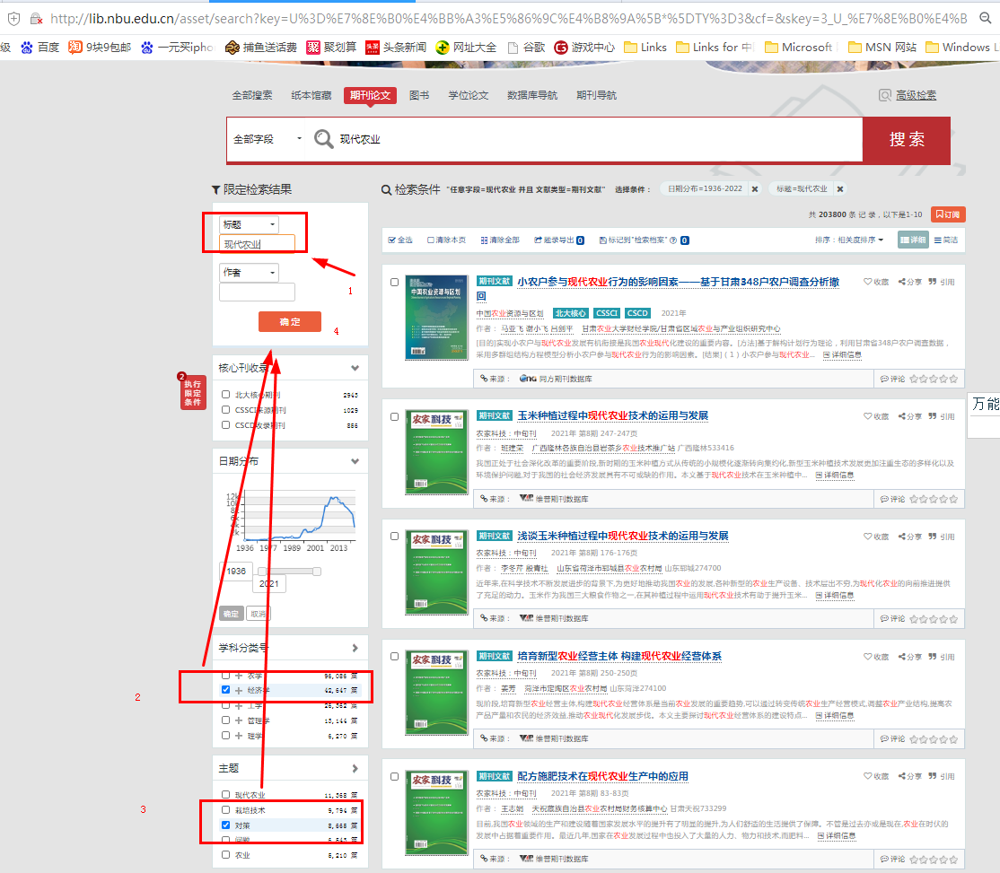 http://lib.nbu.edu.cn/asset/search?key=U%3D%E7%8E%B0%E4%BB%A3%E5%86%9C%E4%B8%9A%5B*%5DTY%3D3&cf=&skey=3_U_%E7%8E%B0%E4%B
级 百度 9块9包邮 一元买ipho 捕鱼送话费 聚划算 头条新闻 网址大全 谷歌 游戏中心 Links Links for 中 Microsoft MSN 网站 Windows L
全部搜索 纸本馆藏 期刊论文 图书 学位论文 数据库导航 期刊导航 高级检索
全部字段 现代农业 搜索
限定检索结果
标题
现代农业
作者
确定
1
4
核心刊收录
2 执行限定条件
北大核心期刊 2943
CSSCI来源期刊 1029
CSCD收录期刊 866
日期分布
12k
1936 1977 1989 2001 2013
1936
2021
确定 取消
学科分类号
农学 96,086 篇
经济学 42,647 篇
工学 26,362 篇
管理学 13,144 篇
理学 6,270 篇
2
主题
现代农业 11,368 篇
栽培技术 9,794 篇
对策 8,666 篇
问题 6,643 篇
农业 6,210 篇
3
检索条件 "任意字段=现代农业 并且 文献类型=期刊文献" 选择条件： 日期分布=1936-2022 × 标题=现代农业 ×
共 203800 条 记 录，以下是1-10 订阅
全选 清除本页 清除全部 题录导出 0 标记到"检索档案" 0 排序：相关度排序 详细 简洁
期刊文献 小农户参与现代农业行为的影响因素——基于甘肃348户农户调查分析撤回
收藏 分享 引用
中国农业资源与区划 北大核心 CSSCI CSCD 2021年
作者： 马亚飞 谢小飞 吕剑平 甘肃农业大学财经学院/甘肃省区域农业与产业组织研究中心
[目的]实现小农户与现代农业发展有机衔接是我国农业现代化建设的重要内容。[方法]基于解构计划行为理论，利用甘肃省348户农户调查数据，
采用多群组结构方程模型分析小农户参与现代农业行为的影响因素。[结果]（1）小农户参与现代农业... 详细信息
来源： 同方期刊数据库 评论
期刊文献 玉米种植过程中现代农业技术的运用与发展
收藏 分享 引用
农家科技：中旬刊 2021年 第8期 247-247页
作者： 班建荣 广西隆林各族自治县岩茶乡农业技术推广站 广西隆林533416
我国正处于社会深化改革的重要阶段,新时期的玉米种植方式从传统的小规模化逐渐转向集约化,新型玉米种植技术发展更加注重生态的多样化以及
环境保护问题,对于我国的社会经济发展具有不可或缺的作用。本文基于现代农业技术在玉米种植中... 详细信息
来源： 维普期刊数据库 评论
期刊文献 浅谈玉米种植过程中现代农业技术的运用与发展
收藏 分享 引用
农家科技：中旬刊 2021年 第8期 176-176页
作者： 李冬芹 殷青社 山东省菏泽市郓城县农业农村局 山东郓城274700
近年来,在科学技术不断发展进步的背景下,为更好地推动我国农业的发展,各种新型的农业生产设备、技术层出不穷,为现代化农业的向前推进提供
了充足的动力。玉米作为我国三大粮食作物之一,在其种植过程中运用现代农业技术有助于提升玉米... 详细信息
来源： 维普期刊数据库 评论
期刊文献 培育新型农业经营主体 构建现代农业经营体系
收藏 分享 引用
农家科技：中旬刊 2021年 第8期 250-250页
作者： 姜芳 菏泽市定陶区农业农村局 山东菏泽274100
现阶段,培育新型农业经营主体,构建现代农业经营体系是当前农业发展的重要趋势,可以通过转变传统农业生产经营模式,调整农业产业结构,提高农
产品产量和农民的经济效益,推动农业现代化发展步伐。本文主要探讨现代农业经营体系的建设特点... 详细信息
来源： 维普期刊数据库 评论
期刊文献 配方施肥技术在现代农业生产中的应用
收藏 分享 引用
农家科技：中旬刊 2021年 第8期 83-83页
作者： 王志娟 天祝藏族自治县农业农村局财务核算中心 甘肃天祝733299
目前,我国农业领域的生产和建设随着国家发展水平的提升有了明显的提升,为人们舒适的生活提供了保障。不管是过去亦或是现在,农业在时代的
发展中占据着重要作用。最近几年,国家在农业发展过程中也投入了大量的人力、物力和技术,而肥料... 详细信息
来源： 维普期刊数据库 评论
中国农业资源与区划
农家科技
农家科技
农家科技
农家科技
万能